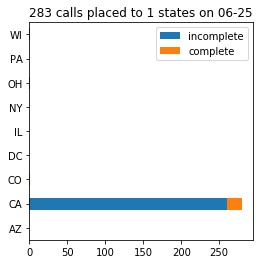 283 calls placed to 1 states on 06-25
incomplete
complete
WI
PA
OH
NY
IL
DC
CO
CA
AZ
0 50 100 150 200 250